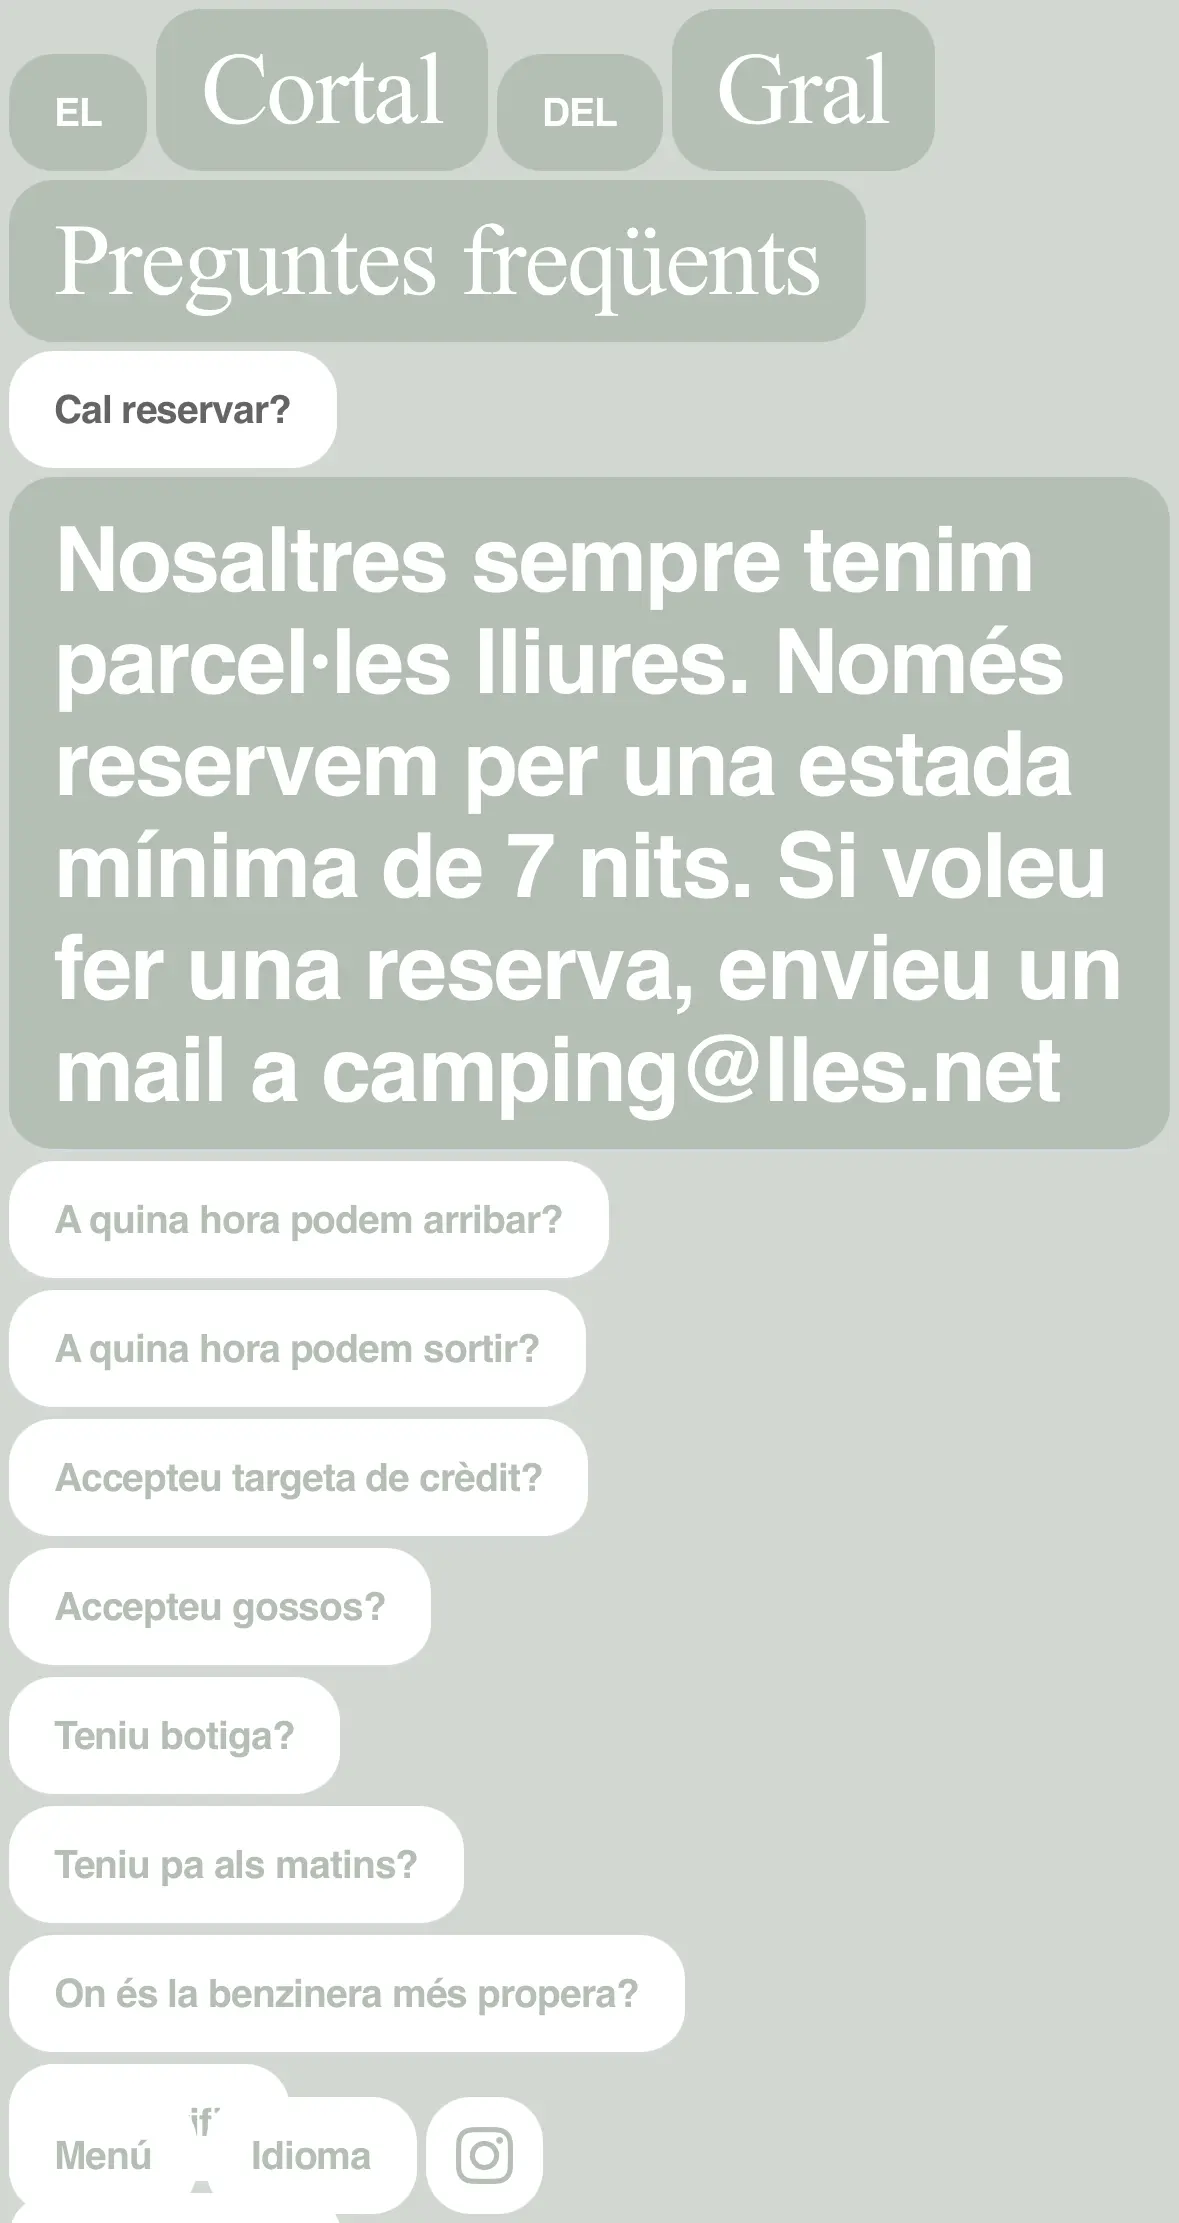 EL Cortal DEL Gral
Preguntes freqüents
Cal reservar?
Nosaltres sempre tenim
parcel·les lliures. Només
reservem per una estada
mínima de 7 nits. Si voleu
fer una reserva, envieu un
mail a camping@lles.net
A quina hora podem arribar?
A quina hora podem sortir?
Accepteu targeta de crèdit?
Accepteu gossos?
Teniu botiga?
Teniu pa als matins?
On és la benzinera més propera?
Menú Idioma